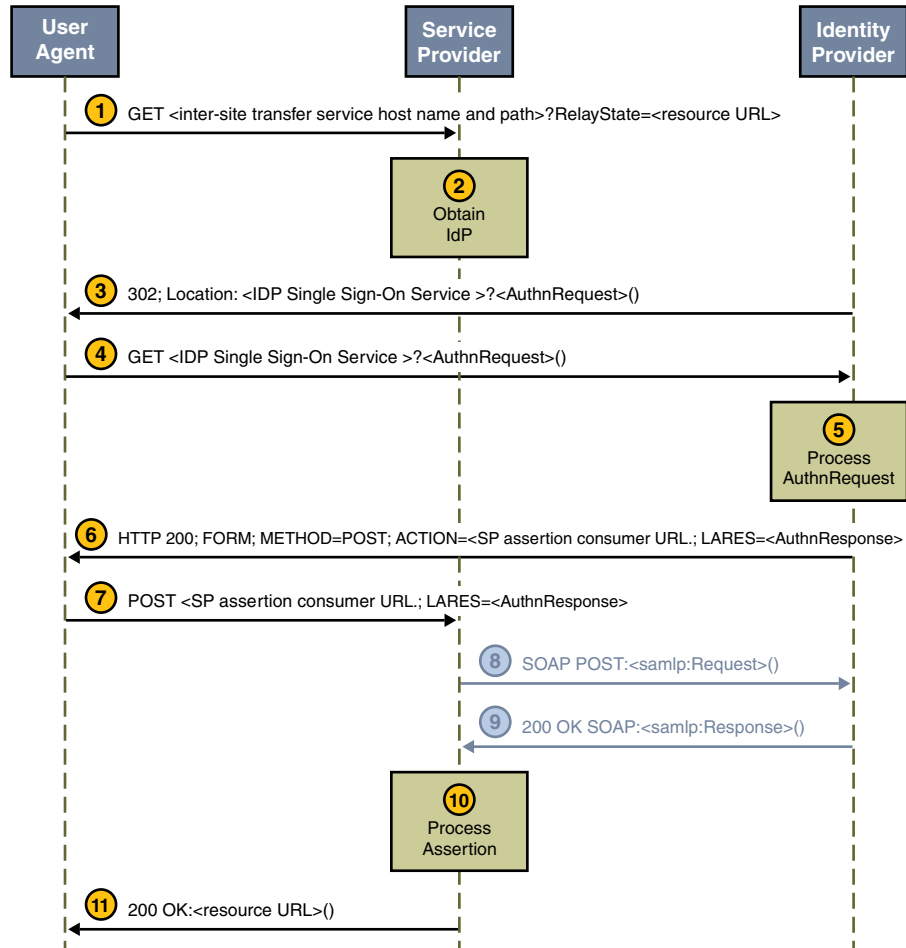 User
Agent
Service
Provider
Identity
Provider
1 GET <inter-site transfer service host name and path>?RelayState=<resource URL>
2
Obtain
IdP
3 302; Location: <IDP Single Sign-On Service >?<AuthnRequest>()
4 GET <IDP Single Sign-On Service >?<AuthnRequest>()
5
Process
AuthnRequest
6 HTTP 200; FORM; METHOD=POST; ACTION=<SP assertion consumer URL.; LARES=<AuthnResponse>
7 POST <SP assertion consumer URL.; LARES=<AuthnResponse>
8 SOAP POST:<samlp:Request>()
9 200 OK SOAP:<samlp:Response>()
10
Process
Assertion
11 200 OK:<resource URL>()